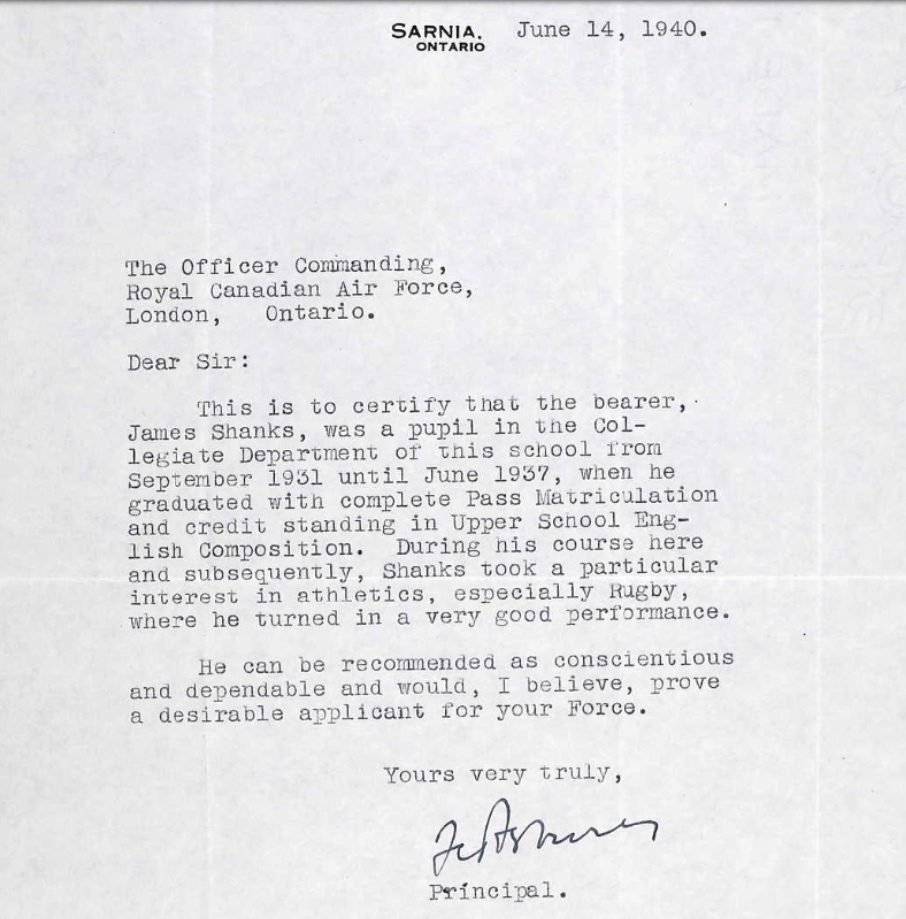 SARNIA, June 14, 1940.
ONTARIO
The Officer Commanding,
Royal Canadian Air Force,
London, Ontario.
Dear Sir:
This is to certify that the bearer,
James Shanks, was a pupil in the Col-
legiate Department of this school from
September 1931 until June 1937, when he
graduated with complete Pass Matriculation
and credit standing in Upper School Eng-
lish Composition. During his course here
and subsequently, Shanks took a particular
interest in athletics, especially Rugby,
where he turned in a very good performance.
He can be recommended as conscientious
and dependable and would, I believe, prove
a desirable applicant for your Force.
Yours very truly,
Principal.